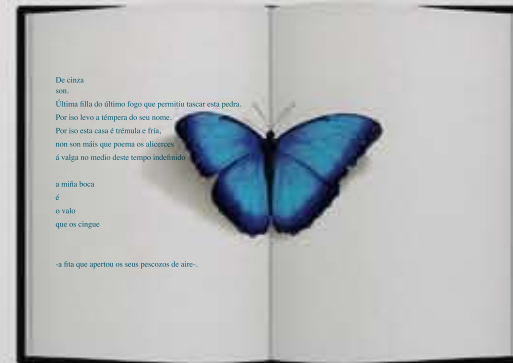 De cinza
son.
Última filla do último fogo que permitiu tascar esta pedra.
Por iso levo a témpera do seu nome.
Por iso esta casa é trémula e fría,
non son máis que poema os alicerces
á valga no medio deste tempo indefinido

a miña boca
é
o valo
que os cingue

-a fita que apertou os seus pescozos de aire-.